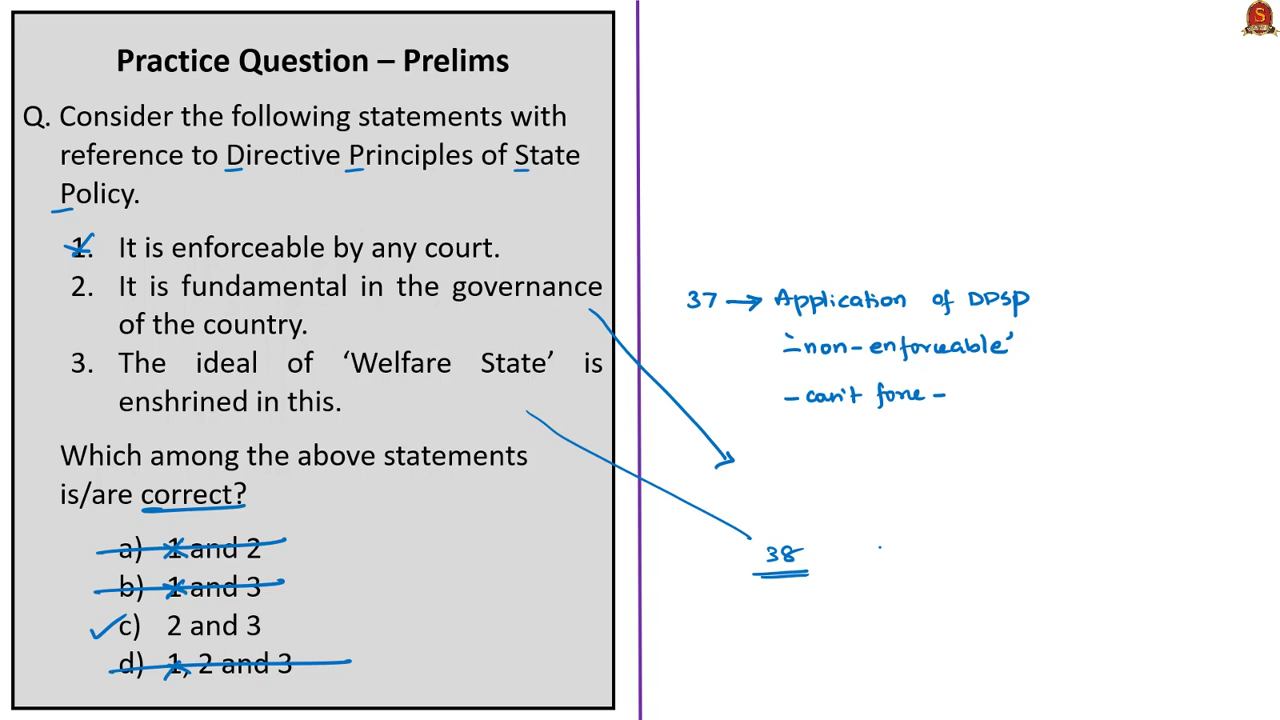 Practice Question – Prelims
Q. Consider the following statements with
reference to Directive Principles of State
Policy.
1. It is enforceable by any court.
2. It is fundamental in the governance
of the country.
3. The ideal of ‘Welfare State’ is
enshrined in this.
Which among the above statements
is/are correct?
a) 1 and 2
b) 1 and 3
c) 2 and 3
d) 1, 2 and 3
37 → Application of DPSP
'non-enforceable'
- can't force -
38
S